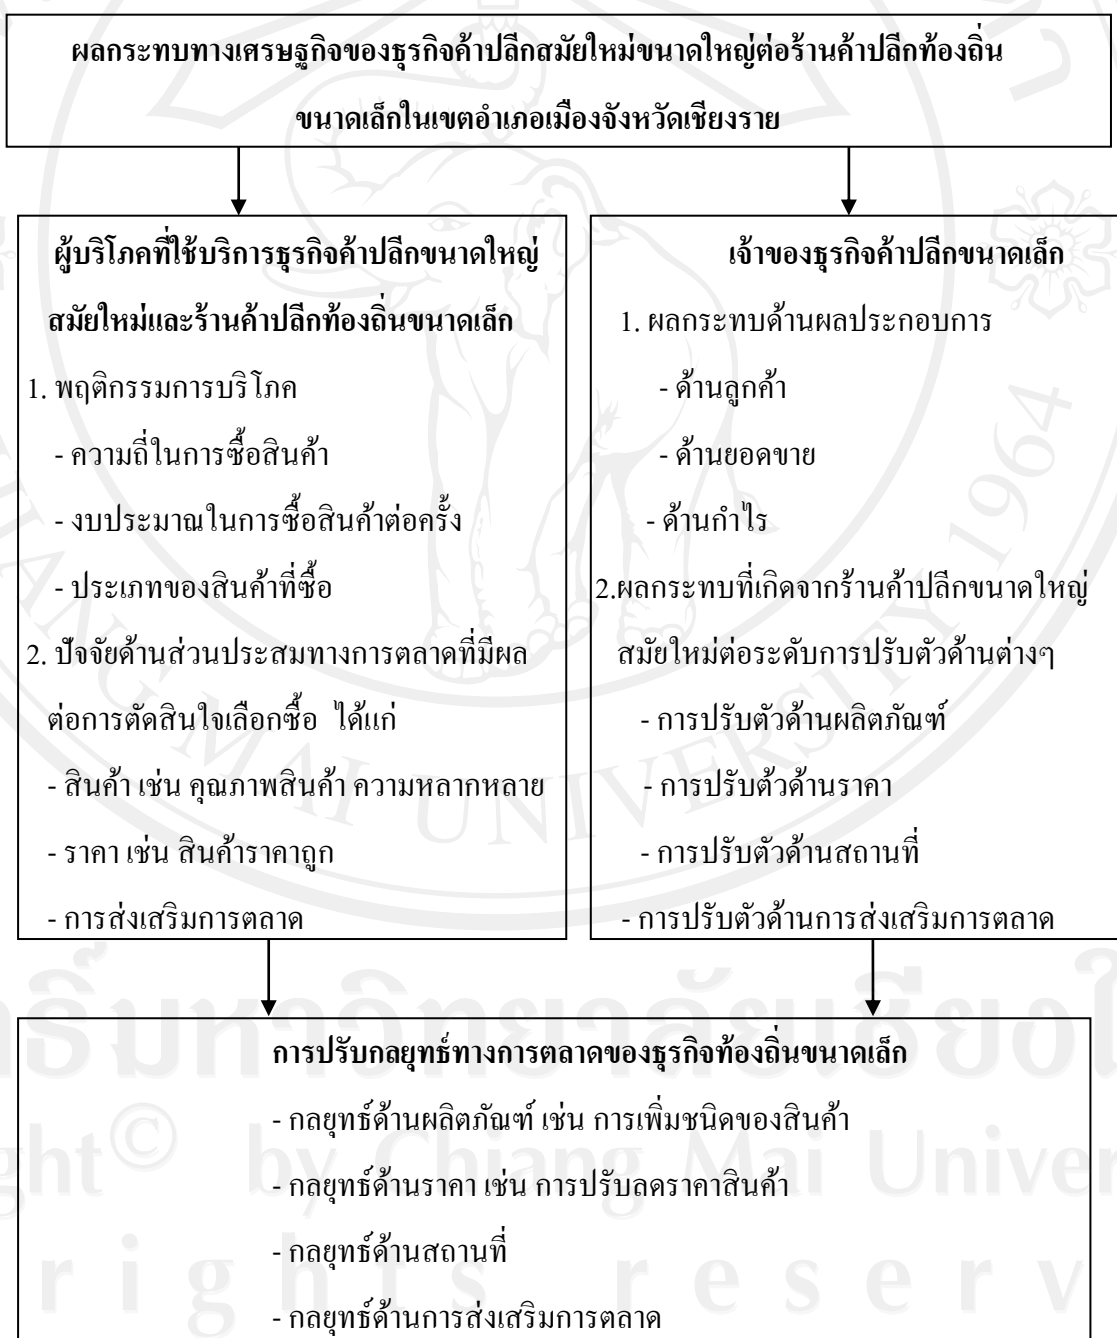 ผลกระทบทางเศรษฐกิจของธุรกิจค้าปลีกสมัยใหม่ขนาดใหญ่ต่อร้านค้าปลีกท้องถิ่น
ขนาดเล็กในเขตอำเภอเมืองจังหวัดเชียงราย
ผู้บริโภคที่ใช้บริการธุรกิจค้าปลีกขนาดใหญ่
สมัยใหม่และร้านค้าปลีกท้องถิ่นขนาดเล็ก
1. พฤติกรรมการบริโภค
- ความถี่ในการซื้อสินค้า
- งบประมาณในการซื้อสินค้าต่อครั้ง
- ประเภทของสินค้าที่ซื้อ
2. ปัจจัยด้านส่วนประสมทางการตลาดที่มีผล
ต่อการตัดสินใจเลือกซื้อ ได้แก่
- สินค้า เช่น คุณภาพสินค้า ความหลากหลาย
- ราคา เช่น สินค้าราคาถูก
- การส่งเสริมการตลาด
เจ้าของธุรกิจค้าปลีกขนาดเล็ก
1. ผลกระทบด้านผลประกอบการ
- ด้านลูกค้า
- ด้านยอดขาย
- ด้านกำไร
2.ผลกระทบที่เกิดจากร้านค้าปลีกขนาดใหญ่
สมัยใหม่ต่อระดับการปรับตัวด้านต่างๆ
- การปรับตัวด้านผลิตภัณฑ์
- การปรับตัวด้านราคา
- การปรับตัวด้านสถานที่
- การปรับตัวด้านการส่งเสริมการตลาด
การปรับกลยุทธ์ทางการตลาดของธุรกิจท้องถิ่นขนาดเล็ก
- กลยุทธ์ด้านผลิตภัณฑ์ เช่น การเพิ่มชนิดของสินค้า
- กลยุทธ์ด้านราคา เช่น การปรับลดราคาสินค้า
- กลยุทธ์ด้านสถานที่
- กลยุทธ์ด้านการส่งเสริมการตลาด
MAI UNIVERSITY 1964
© by Chiang Mai
rights